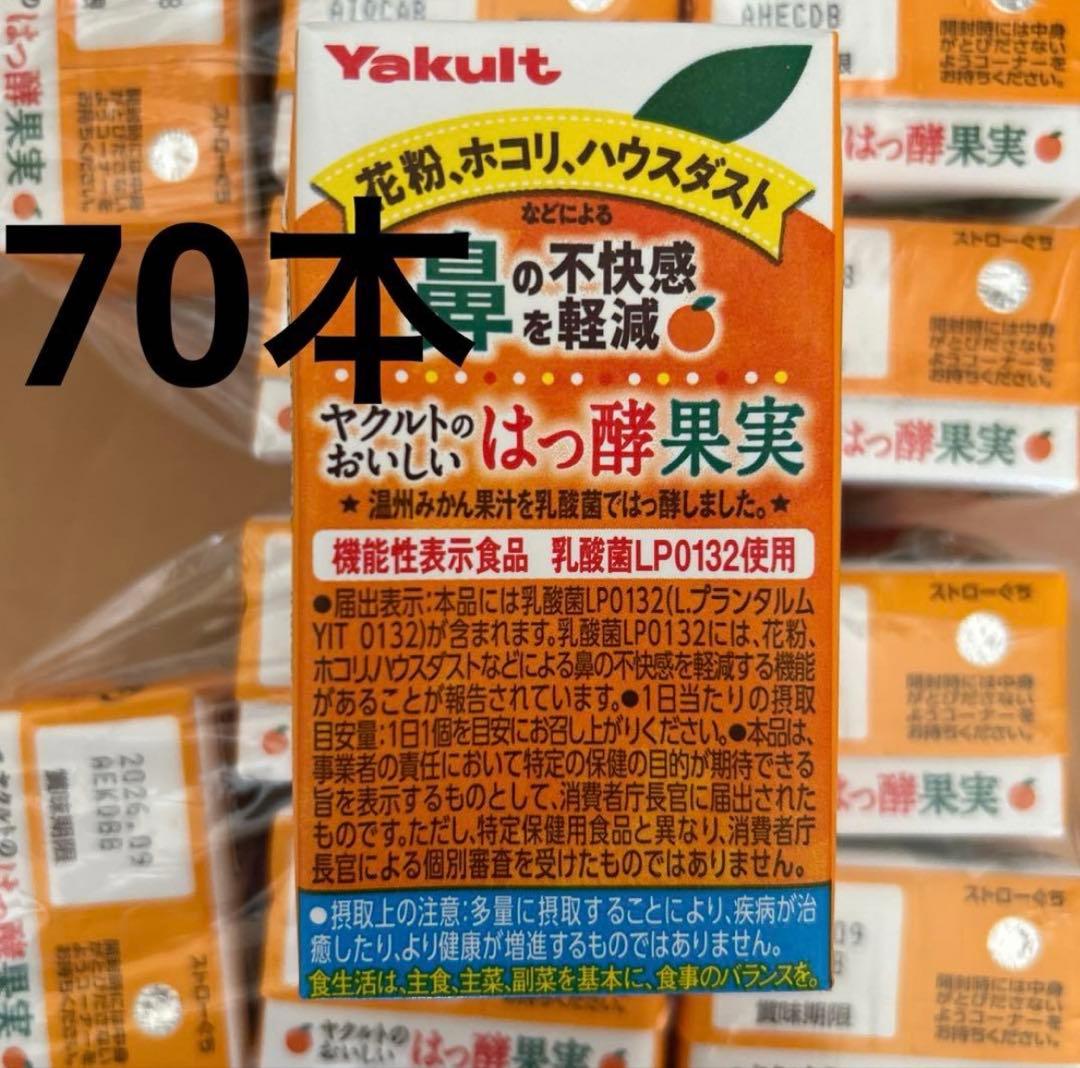 AIOCAB
AHECDB
開封時には中身
がとびださない
ようコーナーを
お持ちください。
はっ酵果実
Yakult
花粉、ホコリ、ハウスダスト
などによる
鼻の不快感
を軽減
70本
ヤクルトの
おいしい
はっ酵果実
★温州みかん果汁を乳酸菌ではっ酵しました。★
機能性表示食品 乳酸菌LP0132使用
●届出表示:本品には乳酸菌LP0132(L.プランタルム
YIT 0132)が含まれます。乳酸菌LP0132には、花粉、
ホコリ、ハウスダストなどによる鼻の不快感を軽減する機能
があることが報告されています。●1日当たりの摂取
目安量:1日1個を目安にお召し上がりください。●本品は、
事業者の責任において特定の保健の目的が期待できる
旨を表示するものとして、消費者庁長官に届出された
ものです。ただし、特定保健用食品と異なり、消費者庁
長官による個別審査を受けたものではありません。
●摂取上の注意:多量に摂取することにより、疾病が治
癒したり、より健康が増進するものではありません。
食生活は、主食、主菜、副菜を基本に、食事のバランスを。
はっ酵果実
はっ酵果実
はっ酵果実
2026.09
AEKOBB
賞味期限
ストローぐち
賞味期限
ヤクルトの
おいしい
はっ酵果実